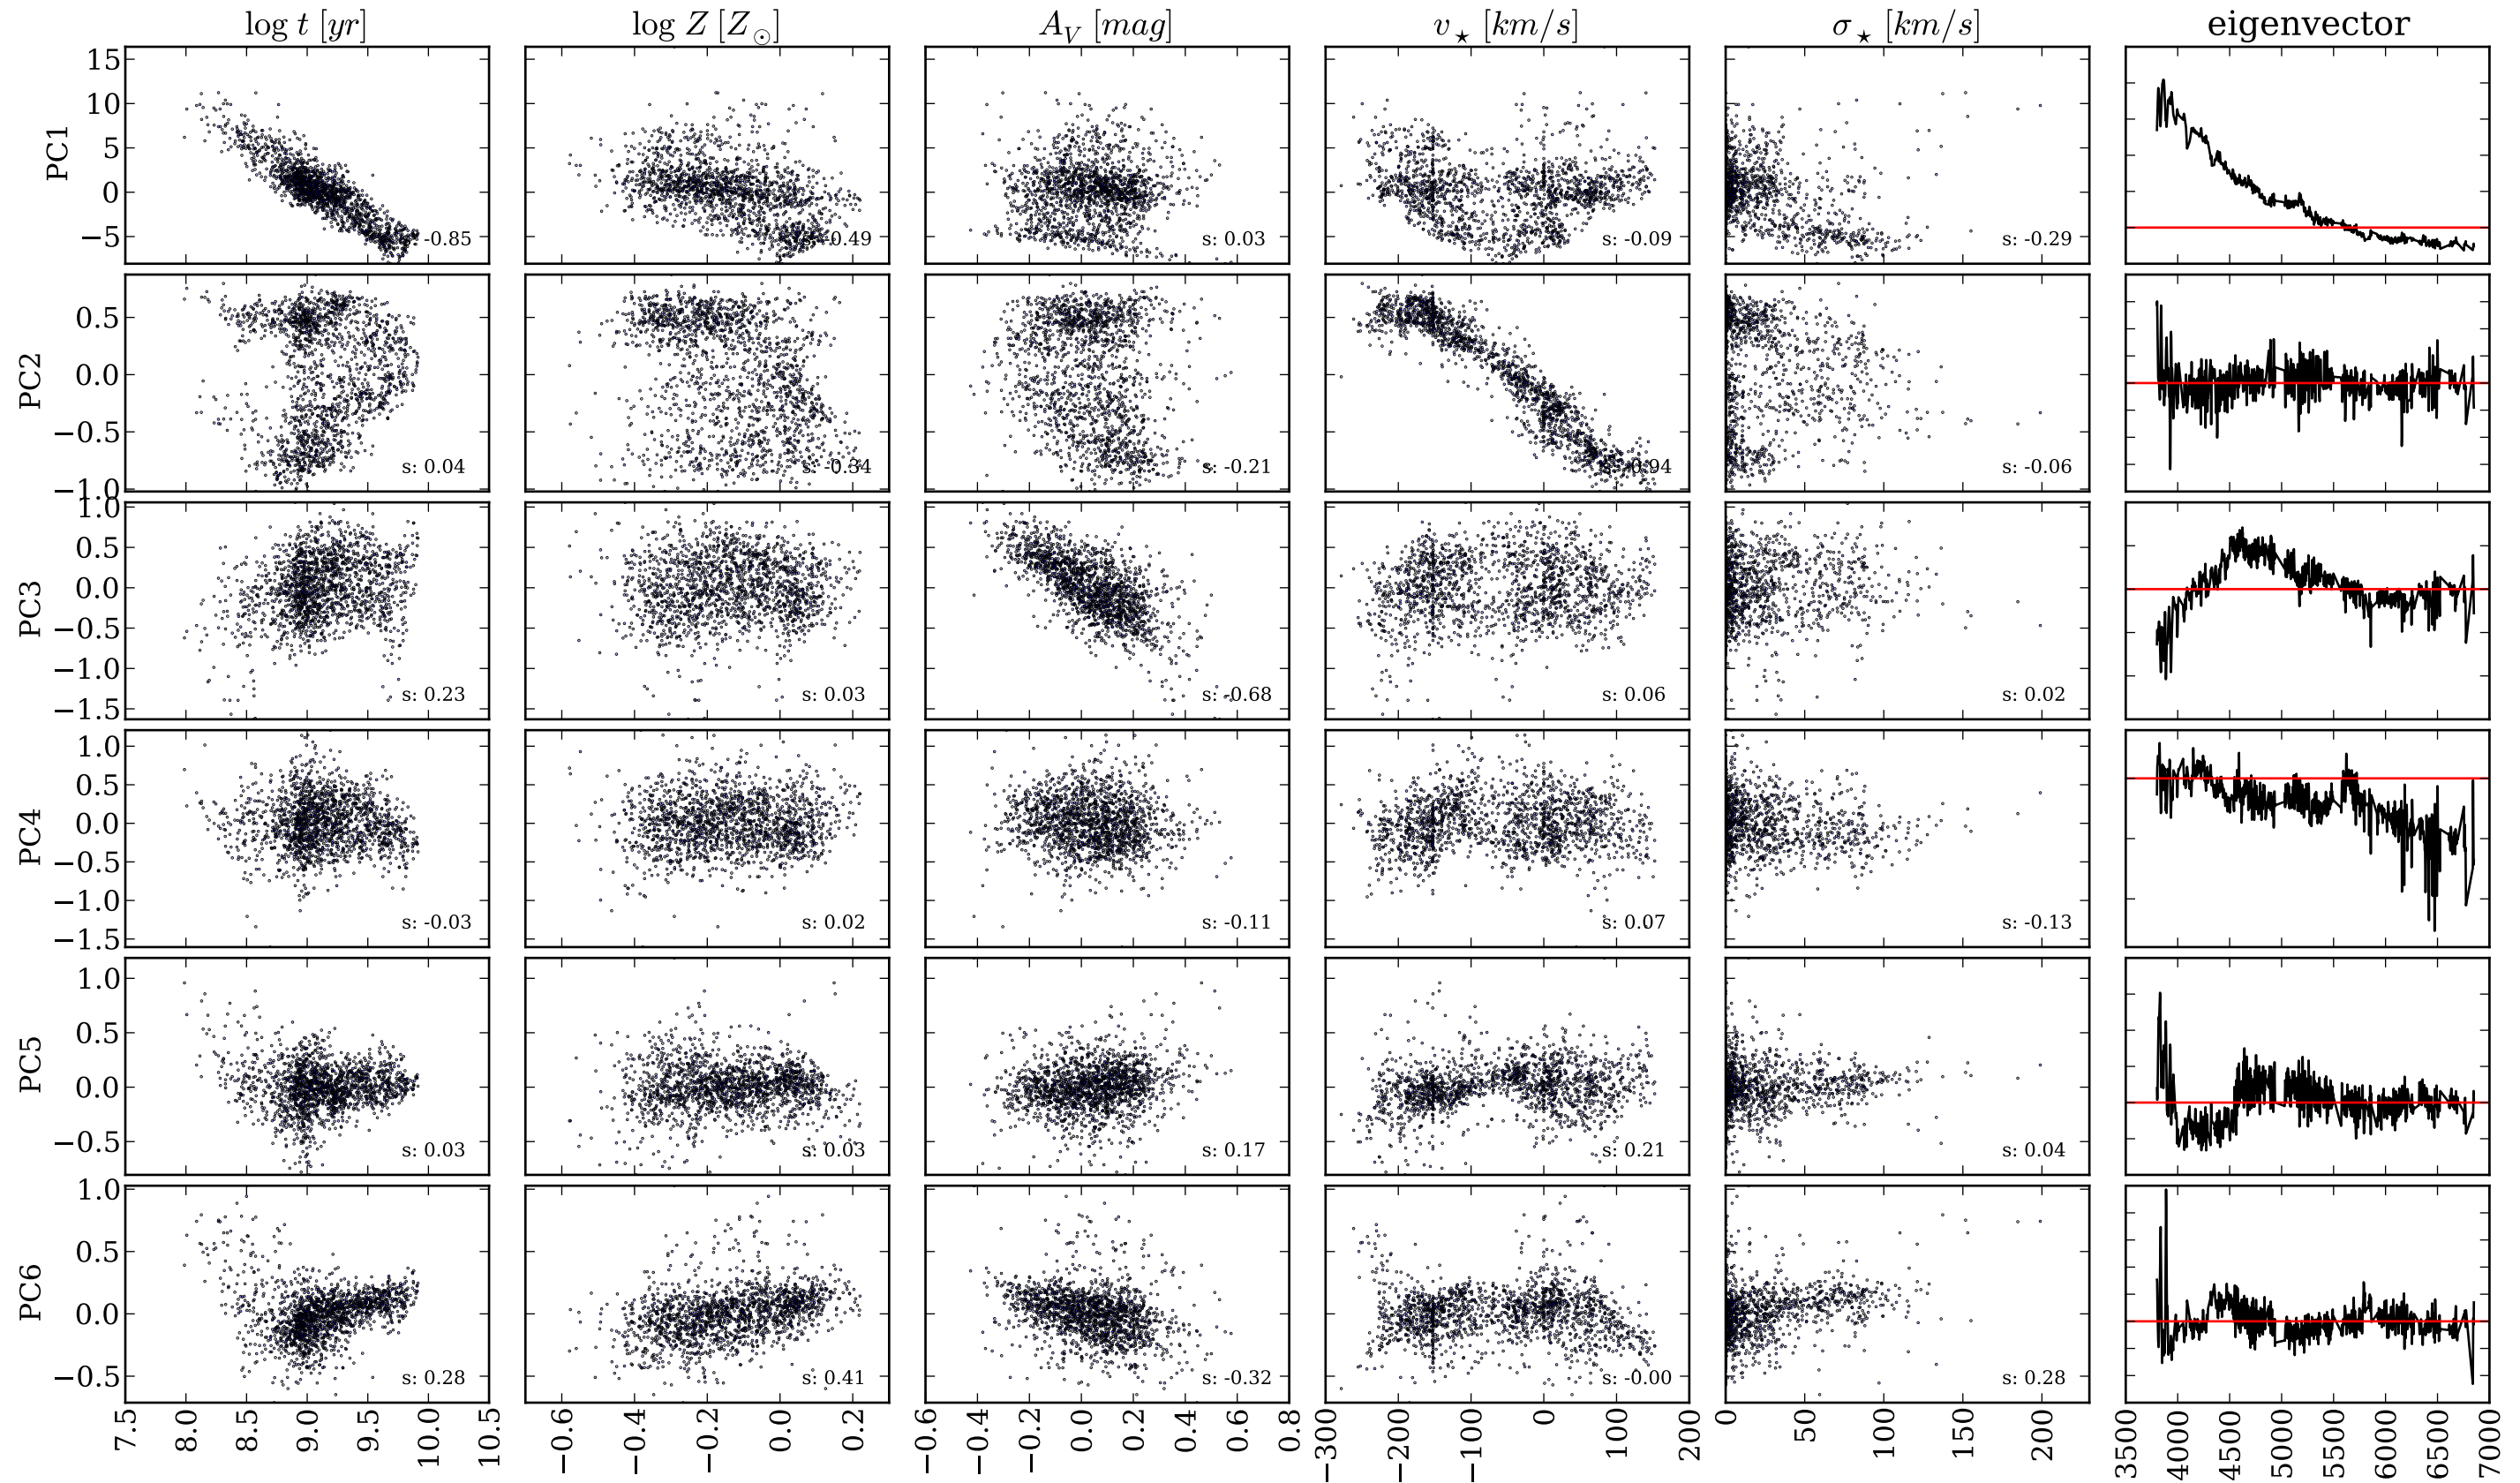 log t [yr] log Z [Z⊙] A_V [mag] v⋆ [km/s] σ⋆ [km/s] eigenvector
PC1
15
10
5
0
−5
s: -0.85 s: -0.49 s: 0.03 s: -0.09 s: -0.29
PC2
0.5
0.0
−0.5
−1.0
s: 0.04 s: -0.34 s: -0.21 s: -0.94 s: -0.06
PC3
1.0
0.5
0.0
−0.5
−1.0
−1.5
s: 0.23 s: 0.03 s: -0.68 s: 0.06 s: 0.02
PC4
1.0
0.5
0.0
−0.5
−1.0
−1.5
s: -0.03 s: 0.02 s: -0.11 s: 0.07 s: -0.13
PC5
1.0
0.5
0.0
−0.5
s: 0.03 s: 0.03 s: 0.17 s: 0.21 s: 0.04
PC6
1.0
0.5
0.0
−0.5
s: 0.28 s: 0.41 s: -0.32 s: -0.00 s: 0.28
7.5 8.0 8.5 9.0 9.5 10.0 10.5 −0.6 −0.4 −0.2 0.0 0.2 −0.6 −0.4 −0.2 0.0 0.2 0.4 0.6 0.8 −300 −200 −100 0 100 200 0 50 100 150 200 3500 4000 4500 5000 5500 6000 6500 7000